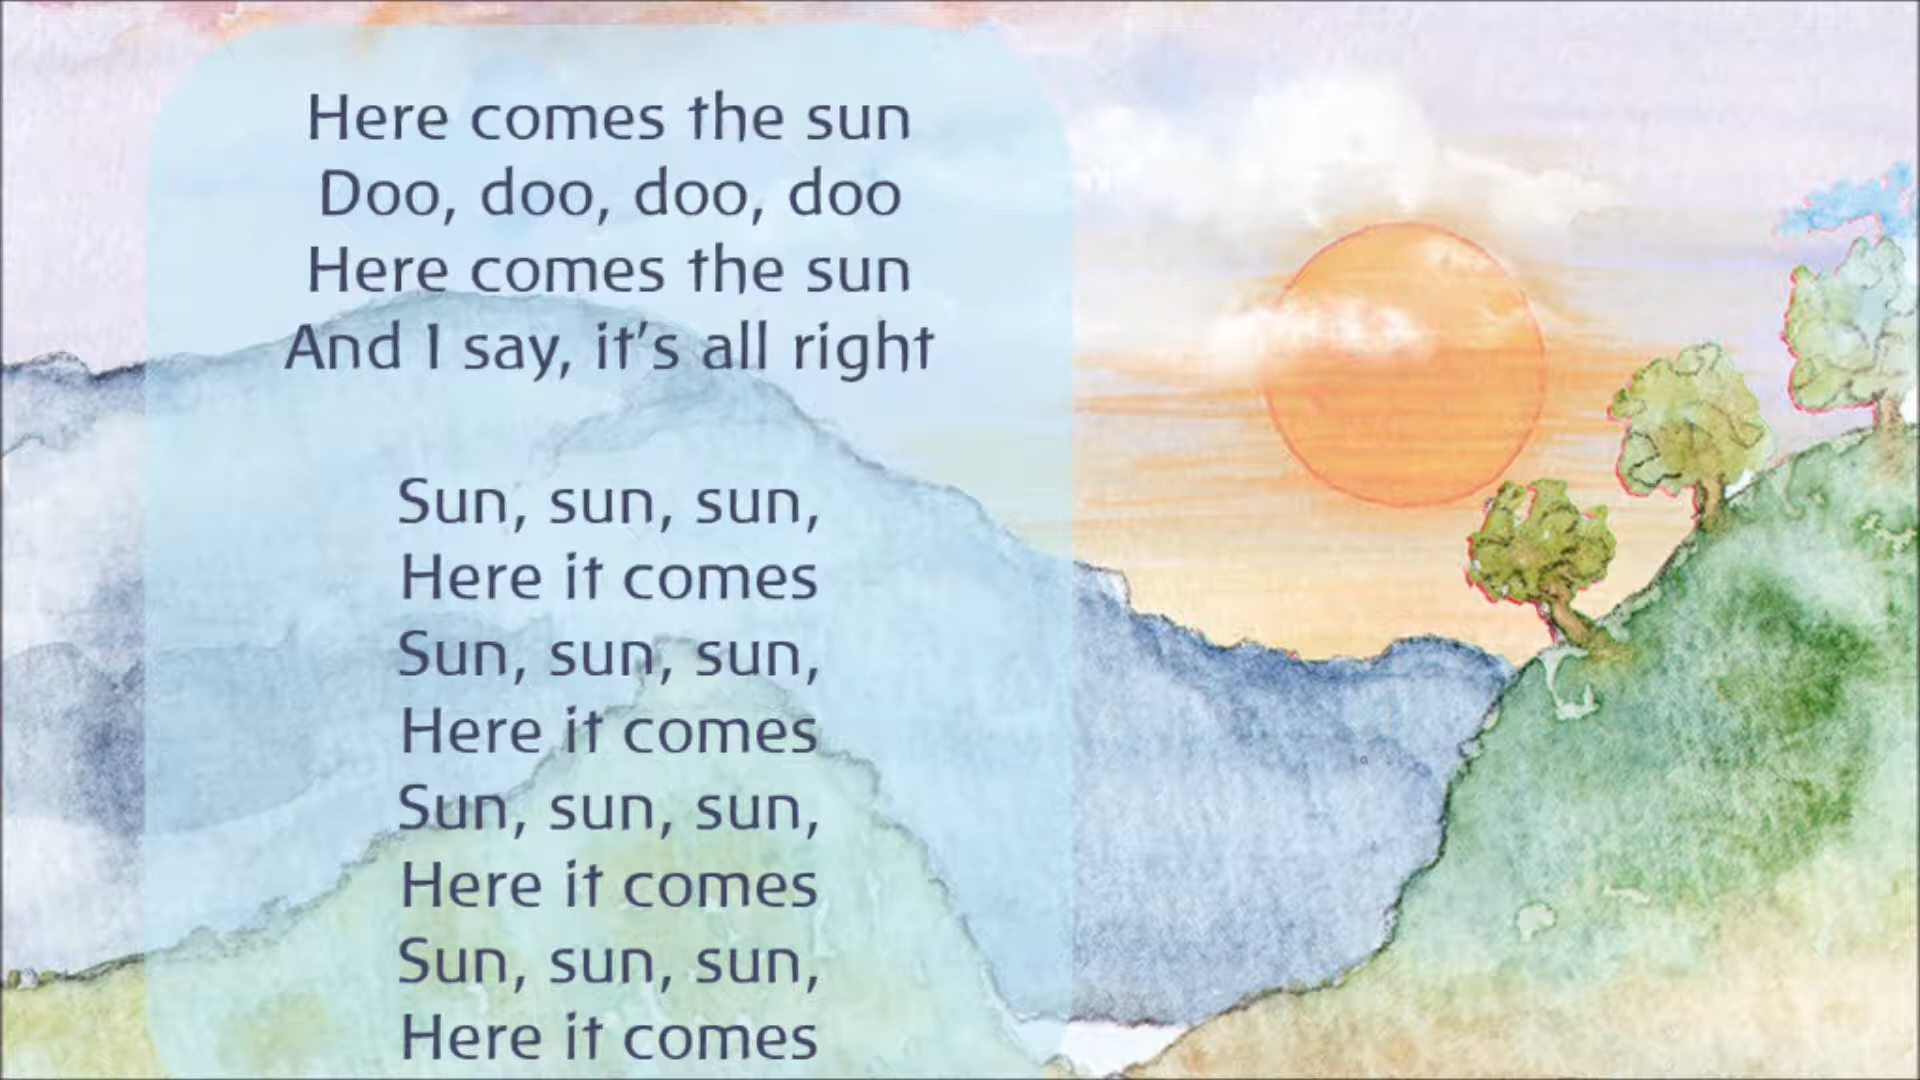 Here comes the sun
Doo, doo, doo, doo
Here comes the sun
And I say, it's all right
Sun, sun, sun,
Here it comes
Sun, sun, sun,
Here it comes
Sun, sun, sun,
Here it comes
Sun, sun, sun,
Here it comes